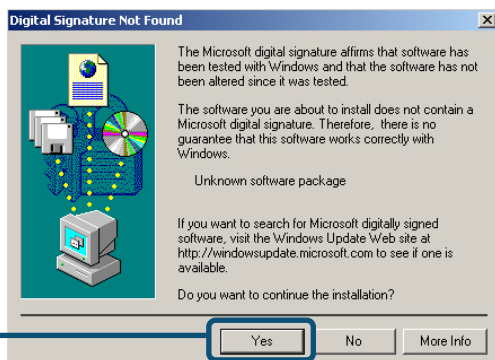 Digital Signature Not Found
The Microsoft digital signature affirms that software has
been tested with Windows and that the software has not
been altered since it was tested.
The software you are about to install does not contain a
Microsoft digital signature. Therefore, there is no
guarantee that this software works correctly with
Windows.
Unknown software package
If you want to search for Microsoft digitally signed
software, visit the Windows Update Web site at
http://windowsupdate.microsoft.com to see if one is
available.
Do you want to continue the installation?
Yes No More Info